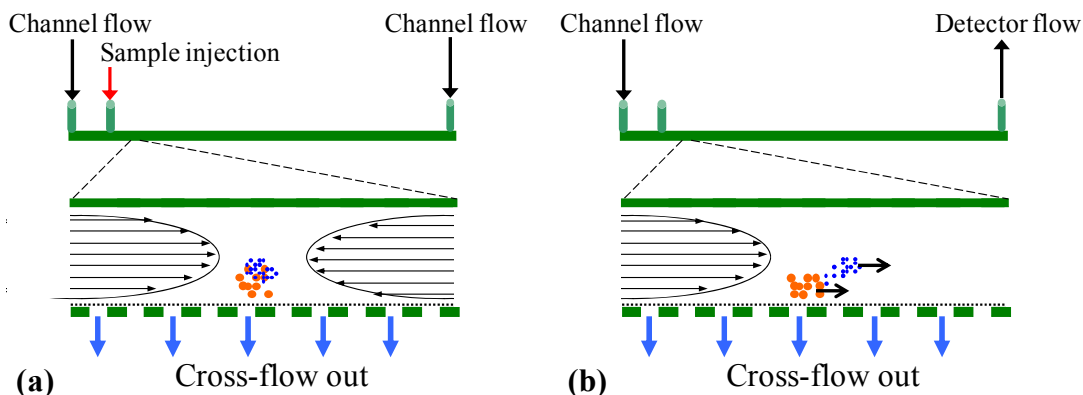 Channel flow
Channel flow
Sample injection
Cross-flow out
(a)
Channel flow
Detector flow
Cross-flow out
(b)